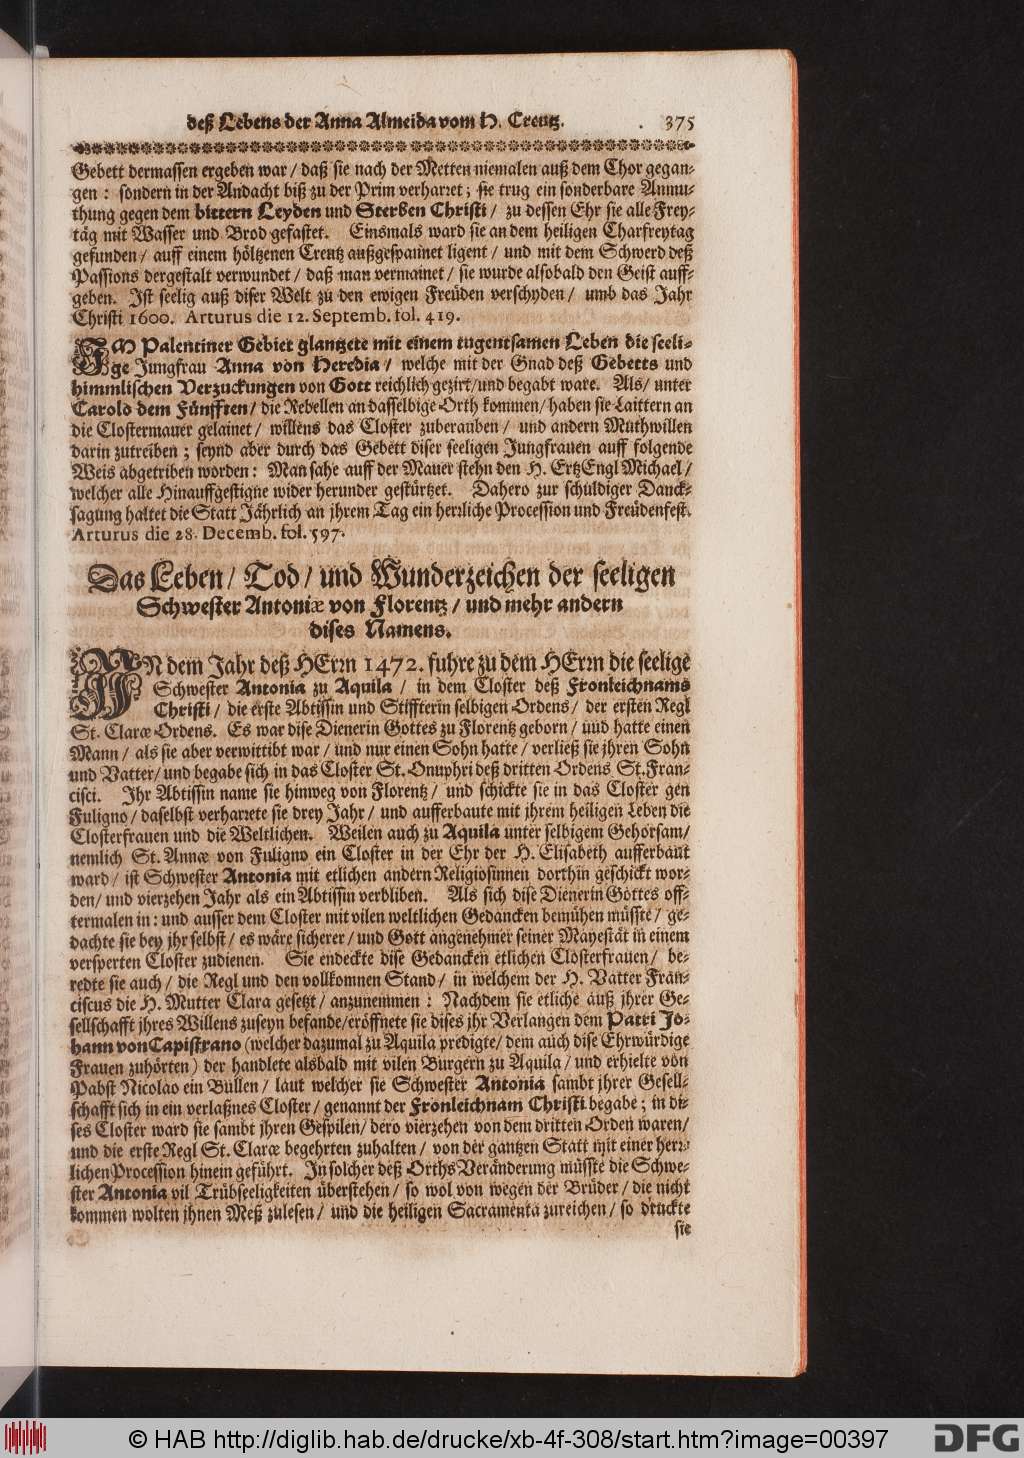 deß Lebens der Anna Almeida vom H. Creutz. 375
Gebett dermassen ergeben war / daß sie nach der Metten niemalen auß dem Chor gegan-
gen : sondern in der Andacht biß zu der Prim verharret ; sie trug ein sonderbare Anmu-
thung gegen dem bittern Leyden und Sterben Christi / zu dessen Ehr sie alle Frey-
täg mit Wasser und Brod gefastet. Einsmals ward sie an dem heiligen Charfreytag
gefunden / auff einem höltzenen Creutz außgespannet ligent / und mit dem Schwerd deß
Passions dergestalt verwundet / daß man vermainet / sie wurde alsobald den Geist auff-
geben. Ist seelig auß diser Welt zu den ewigen Freüden verschyden / umb das Jahr
Christi 1600. Arturus die 12. Septemb. fol. 419.
IM Palentiner Gebiet glantzete mit einem tugentsamen Leben die seeli-
ge Jungfrau Anna von Heredia / welche mit der Gnad deß Gebetts und
himmlischen Verzuckungen von Gott reichlich gezirt / und begabt ware. Als / unter
Carolo dem Fünfften / die Rebellen an dasselbige Orth kommen / haben sie Laittern an
die Clostermauer gelainet / willens das Closter zuberauben / und andern Muthwillen
darin zutreiben ; seynd aber durch das Gebett diser seeligen Jungfrauen auff folgende
Weis abgetriben worden : Man sahe auff der Mauer stehn den H. ErtzEngl Michael /
welcher alle Hinauffgestigne wider herunder gestürtzet. Dahero zur schuldiger Danck-
sagung haltet die Statt Jährlich an jhrem Tag ein herrliche Procession und Freüdenfest.
Arturus die 28. Decemb. fol. 597.
Das Leben / Tod / und Wunderzeichen der seeligen
Schwester Antoniæ von Florentz / und mehr andern
dises Namens.
IN dem Jahr deß HErrn 1472. fuhre zu dem HErrn die seelige
Schwester Antonia zu Aquila / in dem Closter deß Fronleichnams
Christi / die erste Abtissin und Stiffterin selbigen Ordens / der ersten Regl
St. Claræ Ordens. Es war dise Dienerin Gottes zu Florentz geborn / und hatte einen
Mann / als sie aber verwittibt war / und nur einen Sohn hatte / verließ sie jhren Sohn
und Vatter / und begabe sich in das Closter St. Onuphri deß dritten Ordens St. Fran-
cisci. Ihr Abtissin name sie hinweg von Florentz / und schickte sie in das Closter gen
Fuligno / daselbst verharrete sie drey Jahr / und aufferbaute mit jhrem heiligen Leben die
Closterfrauen und die Weltlichen. Weilen auch zu Aquila unter selbigem Gehorsam /
nemlich St. Annæ von Fuligno ein Closter in der Ehr der H. Elisabeth aufferbaut
ward / ist Schwester Antonia mit etlichen andern Religiosinnen dorthin geschickt wor-
den / und vierzehen Jahr als ein Abtissin verbliben. Als sich dise Dienerin Gottes off-
termalen in : und ausser dem Closter mit vilen weltlichen Gedancken bemühen müsste / ge-
dachte sie bey jhr selbst / es wäre sicherer / und Gott angenehmer seiner Mayestät in einem
versperten Closter zudienen. Sie endeckte dise Gedancken etlichen Closterfrauen / be-
redte sie auch / die Regl und den vollkomnen Stand / in welchem der H. Vatter Fran-
ciscus die H. Mutter Clara gesetzt / anzunemmen : Nachdem sie etliche auß jhrer Ge-
sellschafft jhres Willens zuseyn befande / eröffnete sie dises jhr Verlangen dem Patri Jo-
hann von Capistrano (welcher dazumal zu Aquila predigte / dem auch dise Ehrwürdige
Frauen zuhörten) der handlete alsbald mit vilen Burgern zu Aquila / und erhielte von
Pabst Nicolao ein Bullen / laut welcher sie Schwester Antonia sambt jhrer Gesell-
schafft sich in ein verlaßnes Closter / genannt der Fronleichnam Christi begabe ; in di-
ses Closter ward sie sambt jhren Gespilen / dero vierzehen von dem dritten Orden waren /
und die erste Regl St. Claræ begehrten zuhalten / von der gantzen Statt mit einer herr-
lichen Procession hinein geführt. In solcher deß Orths Veränderung müsste die Schwe-
ster Antonia vil Trübseeligkeiten überstehen / so wol von wegen der Brüder / die nicht
kommen wolten jhnen Meß zulesen / und die heiligen Sacramenta zureichen / so druckte
sie
© HAB http://diglib.hab.de/drucke/xb-4f-308/start.htm?image=00397
DFG